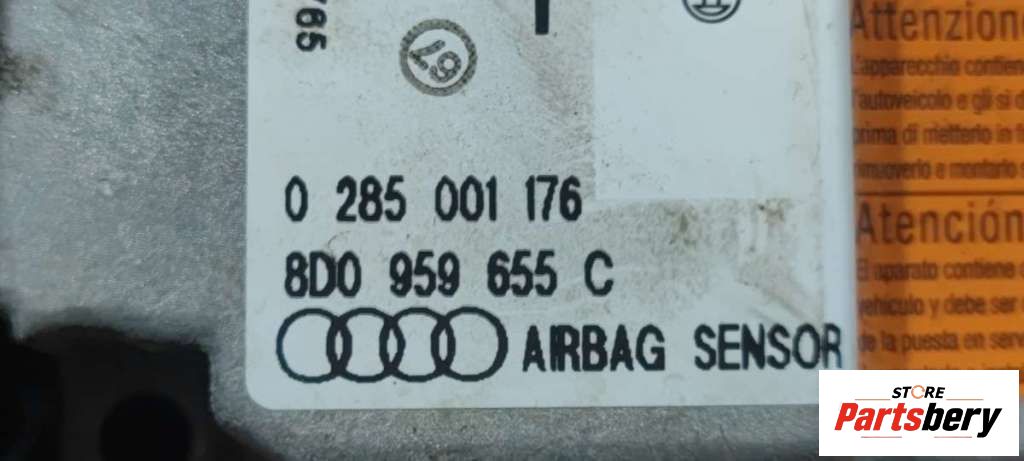 765
67
0 285 001 176
8D0 959 655 C
AIRBAG SENSOR
Attenzione
L'apparecchio contien
l'autoveicolo e gli si d
prima di metterlo in f
rimuoverlo e montarlo s
Atención
El aparato contiene
vehículo y debe ser
de la puesta en serv
STORE
Partsbery